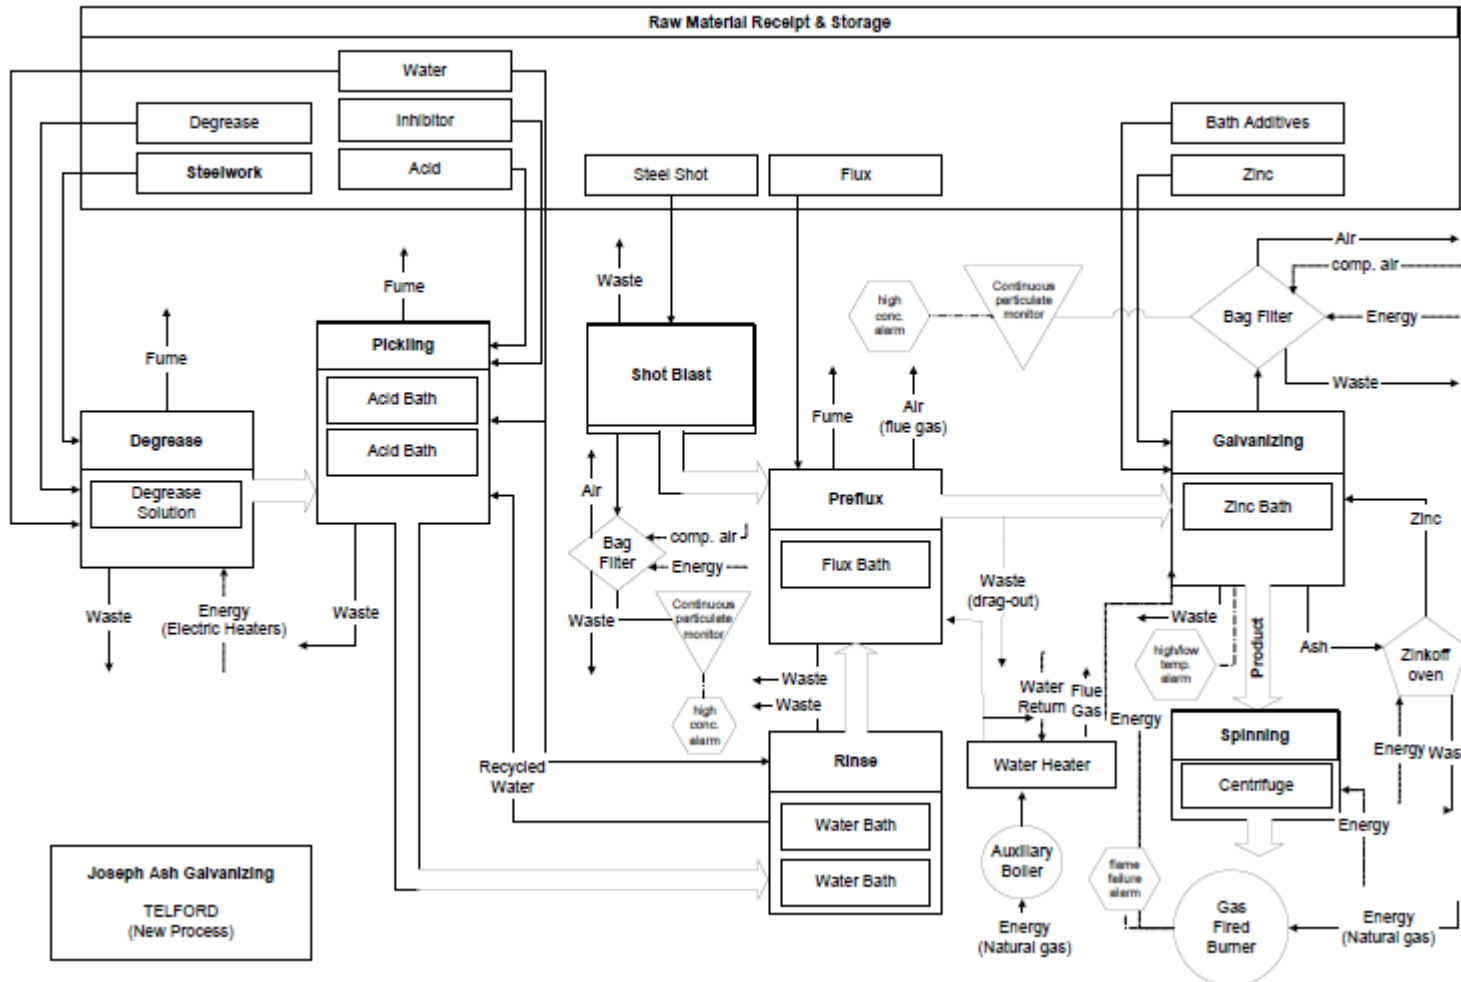 Raw Material Receipt & Storage
Water
Degrease
Inhibitor
Bath Additives
Steelwork
Acid
Steel Shot
Flux
Zinc
Air
comp. air
Waste
Fume
high
conc.
alarm
Continuous
particulate
monitor
Bag Filter
Energy
Pickling
Fume
Shot Blast
Waste
Acid Bath
Fume
Air
(flue gas)
Degrease
Acid Bath
Galvanizing
Degrease
Solution
Air
Preflux
Zinc Bath
Zinc
Bag
Filter
comp. air
Energy
Flux Bath
Waste
(drag-out)
Waste
Energy
(Electric Heaters)
Waste
Waste
Continuous
particulate
monitor
Waste
high/low
temp.
alarm
Product
Ash
Zinkoff
oven
Waste
Waste
Water
Return
Flue
Gas
Energy
high
conc.
alarm
Spinning
Energy
Was
Recycled
Water
Rinse
Water Heater
Centrifuge
Water Bath
Energy
Joseph Ash Galvanizing
TELFORD
(New Process)
Water Bath
Auxiliary
Boiler
flame
failure
alarm
Gas
Fired
Burner
Energy
(Natural gas)
Energy
(Natural gas)